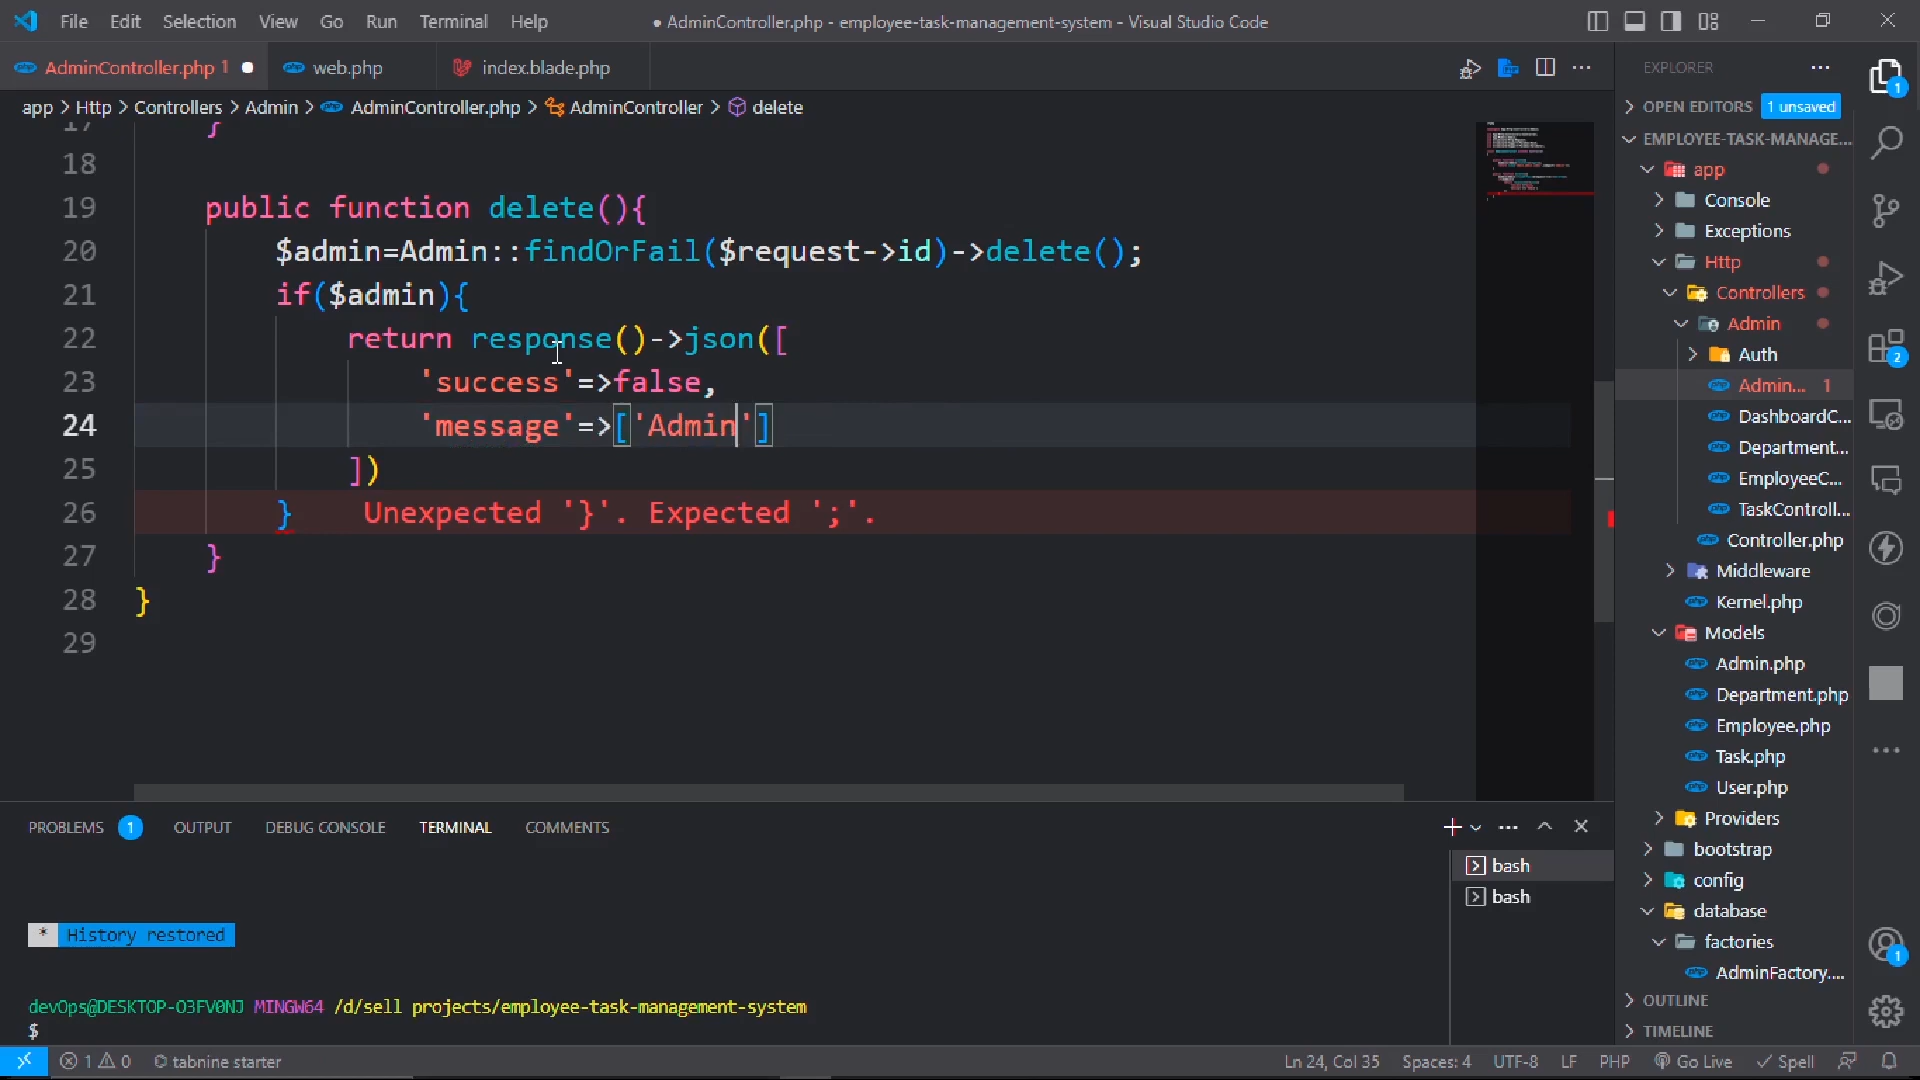 File Edit Selection View Go Run Terminal Help
● AdminController.php - employee-task-management-system - Visual Studio Code
AdminController.php 1 ●
web.php
index.blade.php
app > Http > Controllers > Admin > AdminController.php > AdminController > delete
17 }
18
19 public function delete(){
20 $admin=Admin::findOrFail($request->id)->delete();
21 if($admin){
22 return response()->json([
23 'success'=>false,
24 'message'=>['Admin']
25 ])
26 } Unexpected '}'. Expected ';'.
27 }
28 }
29
PROBLEMS 1 OUTPUT DEBUG CONSOLE TERMINAL COMMENTS
bash
bash
* History restored
devOps@DESKTOP-O3FV0NJ MINGW64 /d/sell projects/employee-task-management-system
$
EXPLORER
OPEN EDITORS 1 unsaved
EMPLOYEE-TASK-MANAGE...
app
Console
Exceptions
Http
Controllers
Admin
Auth
Admin... 1
DashboardC...
Department...
EmployeeC...
TaskControll...
Controller.php
Middleware
Kernel.php
Models
Admin.php
Department.php
Employee.php
Task.php
User.php
Providers
bootstrap
config
database
factories
AdminFactory....
OUTLINE
TIMELINE
1
2
1
1 0 tabnine starter
Ln 24, Col 35 Spaces: 4 UTF-8 LF PHP Go Live Spell